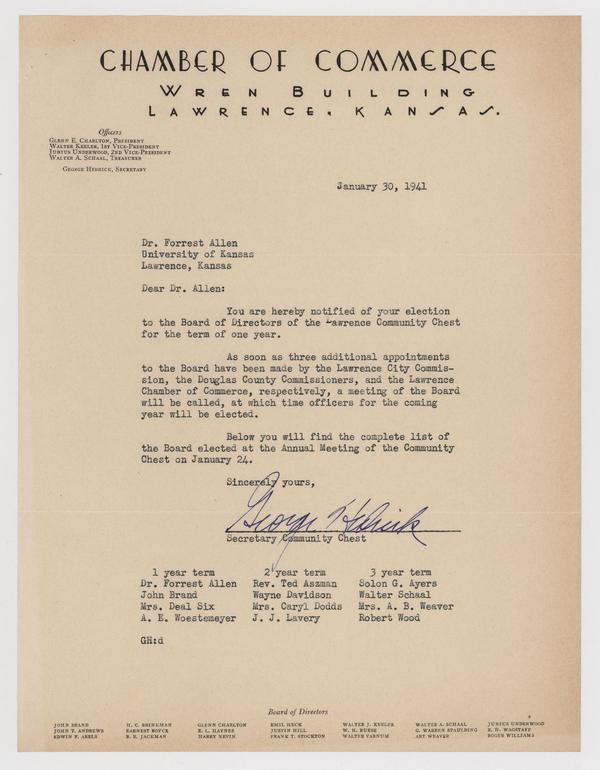 CHAMBER OF COMMERCE
WREN BUILDING
LAWRENCE, KANSAS.
Officers
GLENN E. CHARLTON, PRESIDENT
WALTER KEELER, 1ST VICE-PRESIDENT
JUNIUS UNDERWOOD, 2ND VICE-PRESIDENT
WALTER A. SCHAAL, TREASURER
GEORGE HEDRICK, SECRETARY
January 30, 1941
Dr. Forrest Allen
University of Kansas
Lawrence, Kansas
Dear Dr. Allen:
You are hereby notified of your election
to the Board of Directors of the Lawrence Community Chest
for the term of one year.
As soon as three additional appointments
to the Board have been made by the Lawrence City Commis-
sion, the Douglas County Commissioners, and the Lawrence
Chamber of Commerce, respectively, a meeting of the Board
will be called, at which time officers for the coming
year will be elected.
Below you will find the complete list of
the Board elected at the Annual Meeting of the Community
Chest on January 24.
Sincerely yours,
George Hedrick
Secretary Community Chest
1 year term 2 year term 3 year term
Dr. Forrest Allen Rev. Ted Aszman Solon G. Ayers
John Brand Wayne Davidson Walter Schaal
Mrs. Deal Six Mrs. Caryl Dodds Mrs. A. B. Weaver
A. E. Woestemeyer J. J. Lavery Robert Wood
GH:d
Board of Directors
JOHN BRAND H. C. BRINKMAN GLENN CHARLTON EMIL HECK WALTER J. KEELER WALTER A. SCHAAL JUNIUS UNDERWOOD
JOHN T. ANDREWS EARNEST BOYCE E. L. HAYNES JUSTIN HILL W. H. BUESE G. WARREN SPAULDING R. H. WAGSTAFF
EDWIN F. ABELS R. E. JACKMAN HARRY NEVIN FRANK T. STOCKTON WALTER VARNUM ART WEAVER ROGER WILLIAMS